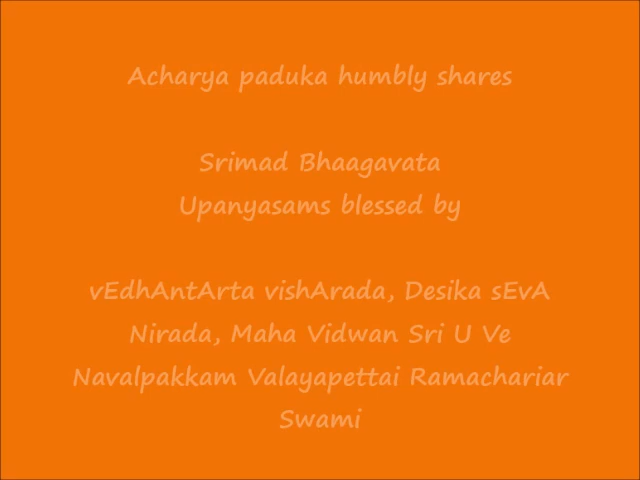 Acharya paduka humbly shares
Srimad Bhaagavata
Upanyasams blessed by
vEdhAntArta vishArada, Desika sEvA
Nirada, Maha Vidwan Sri U Ve
Navalpakkam Valayapettai Ramachariar
Swami